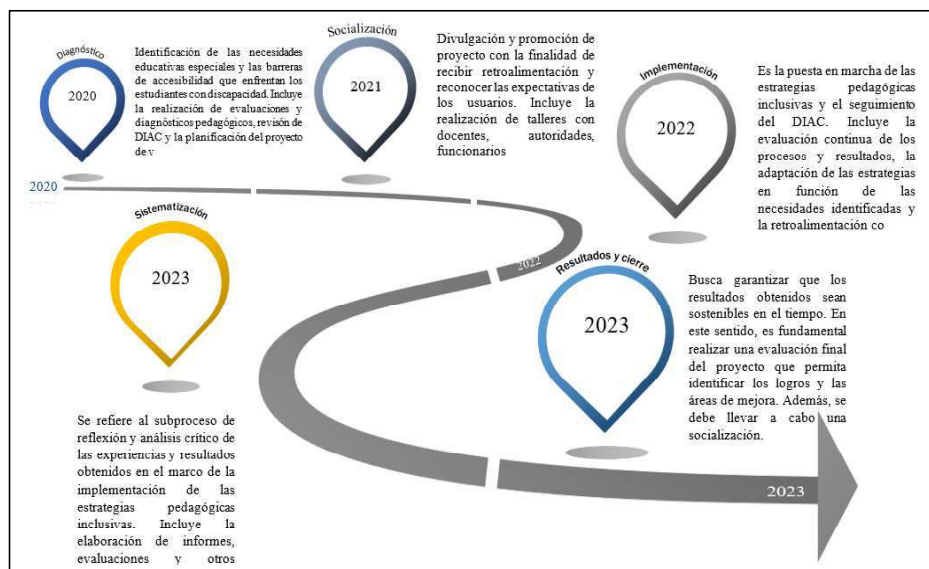 Diagnóstico
2020
Identificación de las necesidades
educativas especiales y las barreras
de accesibilidad que enfrentan los
estudiantes con discapacidad. Incluye
la realización de evaluaciones y
diagnósticos pedagógicos, revisón de
DIAC y la planificación del proyecto
de v
Socialización
2021
Divulgación y promoción de
proyecto con la finalidad de
recibir retroalimentación y
reconocer las expectativas de
los usuarios. Incluye la
realización de talleres con
docentes, autoridades,
funcionarios
Implementación
2022
Es la puesta en marcha de las
estrategias pedagógicas
inclusivas y el seguimiento
del DIAC. Incluye la
evaluación continua de los
procesos y resultados, la
adaptación de las estrategias
en función de las
necesidades identificadas y
la retroalimentación co
2020
2022
Sistematización
2023
Se refiere al subproceso de
reflexión y análisis crítico de
las experiencias y resultados
obtenidos en el marco de la
implementación de las
estrategias pedagógicas
inclusivas. Incluye la
elaboración de informes,
evaluaciones y otros
Resultados y cierre
2023
Busca garantizar que los
resultados obtenidos sean
sostenibles en el tiempo. En
este sentido, es fundamental
realizar una evaluación final
del proyecto que permita
identificar los logros y las
áreas de mejora. Además, se
debe llevar a cabo una
socialización.
2023